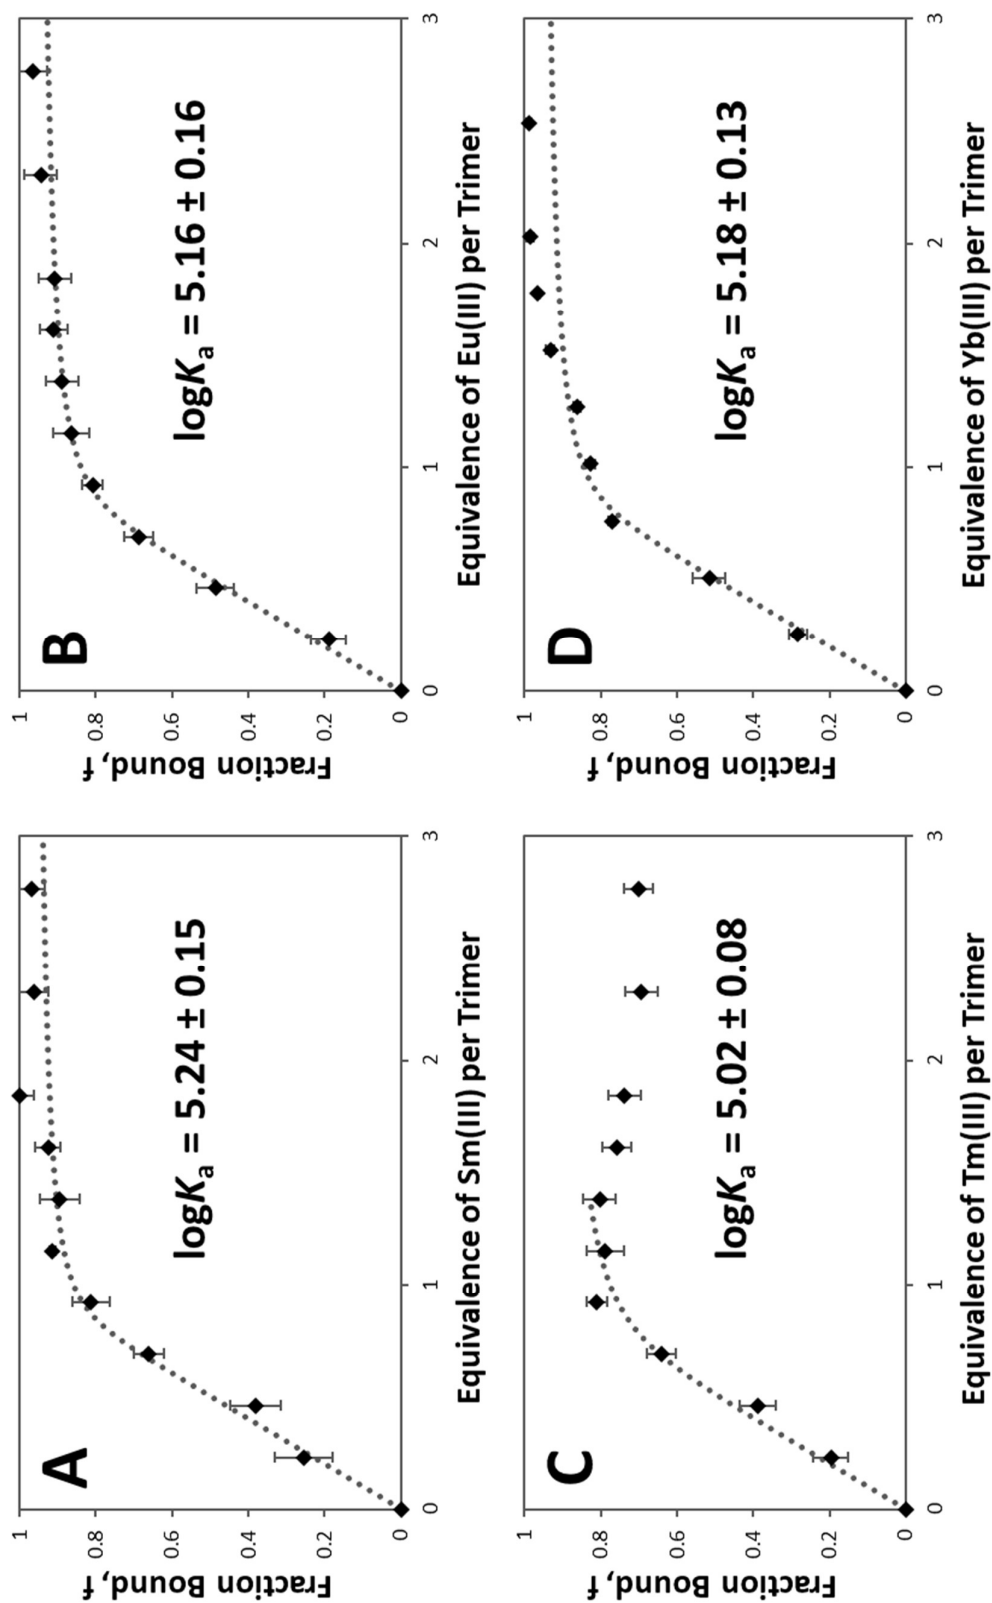 A
Fraction Bound, f
1
0.8
0.6
0.4
0.2
0
0
1
2
3
logKa = 5.24 ± 0.15
Equivalence of Sm(III) per Trimer
B
Fraction Bound, f
1
0.8
0.6
0.4
0.2
0
0
1
2
3
logKa = 5.16 ± 0.16
Equivalence of Eu(III) per Trimer
C
Fraction Bound, f
1
0.8
0.6
0.4
0.2
0
0
1
2
3
logKa = 5.02 ± 0.08
Equivalence of Tm(III) per Trimer
D
Fraction Bound, f
1
0.8
0.6
0.4
0.2
0
0
1
2
3
logKa = 5.18 ± 0.13
Equivalence of Yb(III) per Trimer